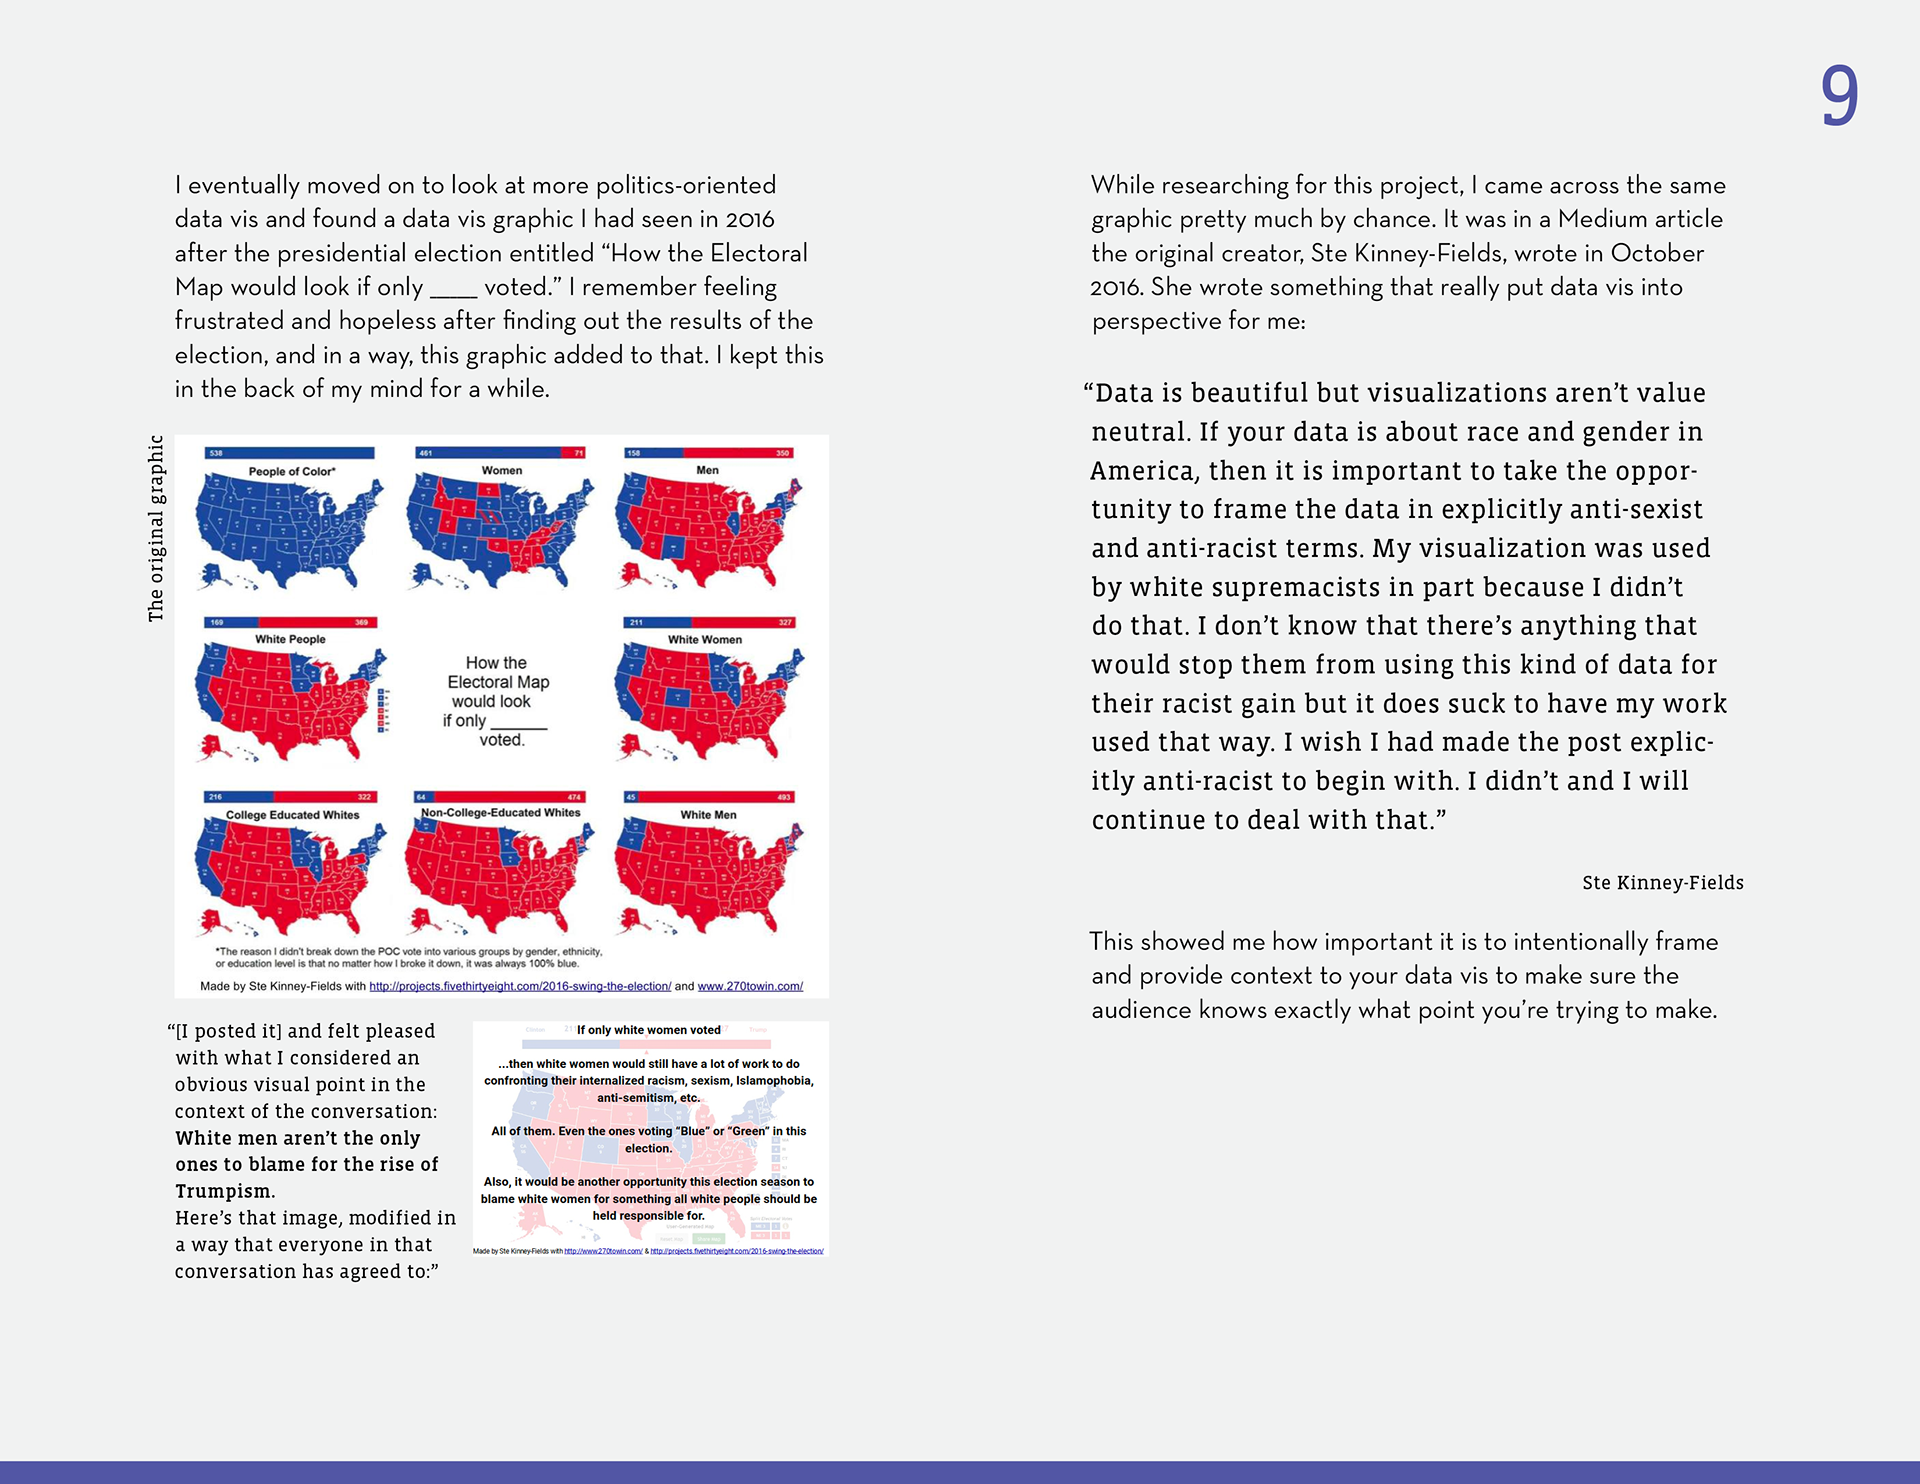 9
I eventually moved on to look at more politics-oriented
data vis and found a data vis graphic I had seen in 2016
after the presidential election entitled “How the Electoral
Map would look if only _____ voted.” I remember feeling
frustrated and hopeless after finding out the results of the
election, and in a way, this graphic added to that. I kept this
in the back of my mind for a while.
The original graphic
538
People of Color*
461 71
Women
158 350
Men
169 369
White People
How the
Electoral Map
would look
if only _______
voted.
211 327
White Women
216 322
College Educated Whites
64 474
Non-College-Educated Whites
45 493
White Men
*The reason I didn't break down the POC vote into various groups by gender, ethnicity,
or education level is that no matter how I broke it down, it was always 100% blue.
Made by Ste Kinney-Fields with http://projects.fivethirtyeight.com/2016-swing-the-election/ and www.270towin.com/
“[I posted it] and felt pleased
with what I considered an
obvious visual point in the
context of the conversation:
White men aren’t the only
ones to blame for the rise of
Trumpism.
Here’s that image, modified in
a way that everyone in that
conversation has agreed to:”
If only white women voted
...then white women would still have a lot of work to do
confronting their internalized racism, sexism, Islamophobia,
anti-semitism, etc.
All of them. Even the ones voting “Blue” or “Green” in this
election.
Also, it would be another opportunity this election season to
blame white women for something all white people should be
held responsible for.
Made by Ste Kinney-Fields with http://www270towin.com/ & http://projects.fivethirtyeight.com/2016-swing-the-election/
While researching for this project, I came across the same
graphic pretty much by chance. It was in a Medium article
the original creator, Ste Kinney-Fields, wrote in October
2016. She wrote something that really put data vis into
perspective for me:
“Data is beautiful but visualizations aren’t value
neutral. If your data is about race and gender in
America, then it is important to take the oppor-
tunity to frame the data in explicitly anti-sexist
and anti-racist terms. My visualization was used
by white supremacists in part because I didn’t
do that. I don’t know that there’s anything that
would stop them from using this kind of data for
their racist gain but it does suck to have my work
used that way. I wish I had made the post explic-
itly anti-racist to begin with. I didn’t and I will
continue to deal with that.”
Ste Kinney-Fields
This showed me how important it is to intentionally frame
and provide context to your data vis to make sure the
audience knows exactly what point you’re trying to make.